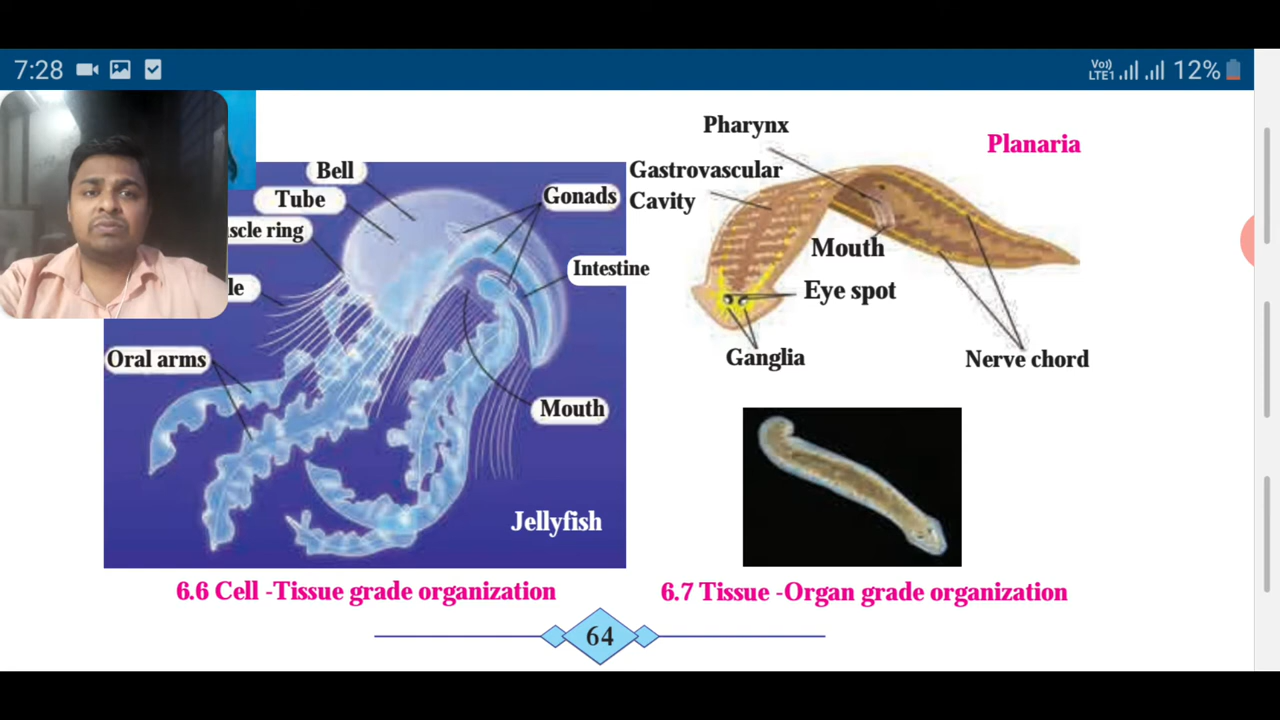 7:28
Vo))
LTE1
12%
Pharynx
Planaria
Bell
Gastrovascular
Tube
Gonads
Cavity
scle ring
Mouth
Intestine
le
Eye spot
Oral arms
Ganglia
Nerve chord
Mouth
Jellyfish
6.6 Cell -Tissue grade organization
6.7 Tissue -Organ grade organization
64